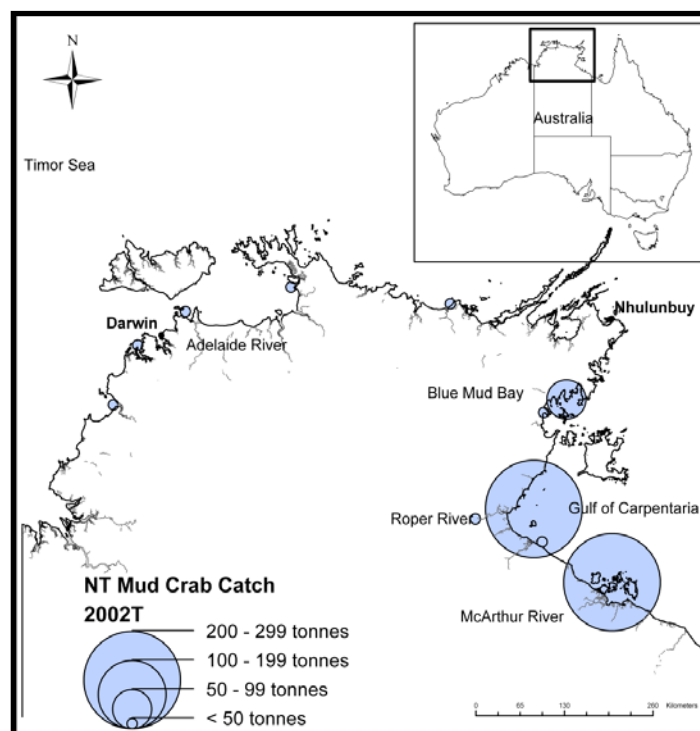 N
Timor Sea
Australia
Nhulunbuy
Darwin
Adelaide River
Blue Mud Bay
Gulf of Carpentaria
Roper River
McArthur River
NT Mud Crab Catch
2002T
200 - 299 tonnes
100 - 199 tonnes
50 - 99 tonnes
< 50 tonnes
0 65 130 260 Kilometers